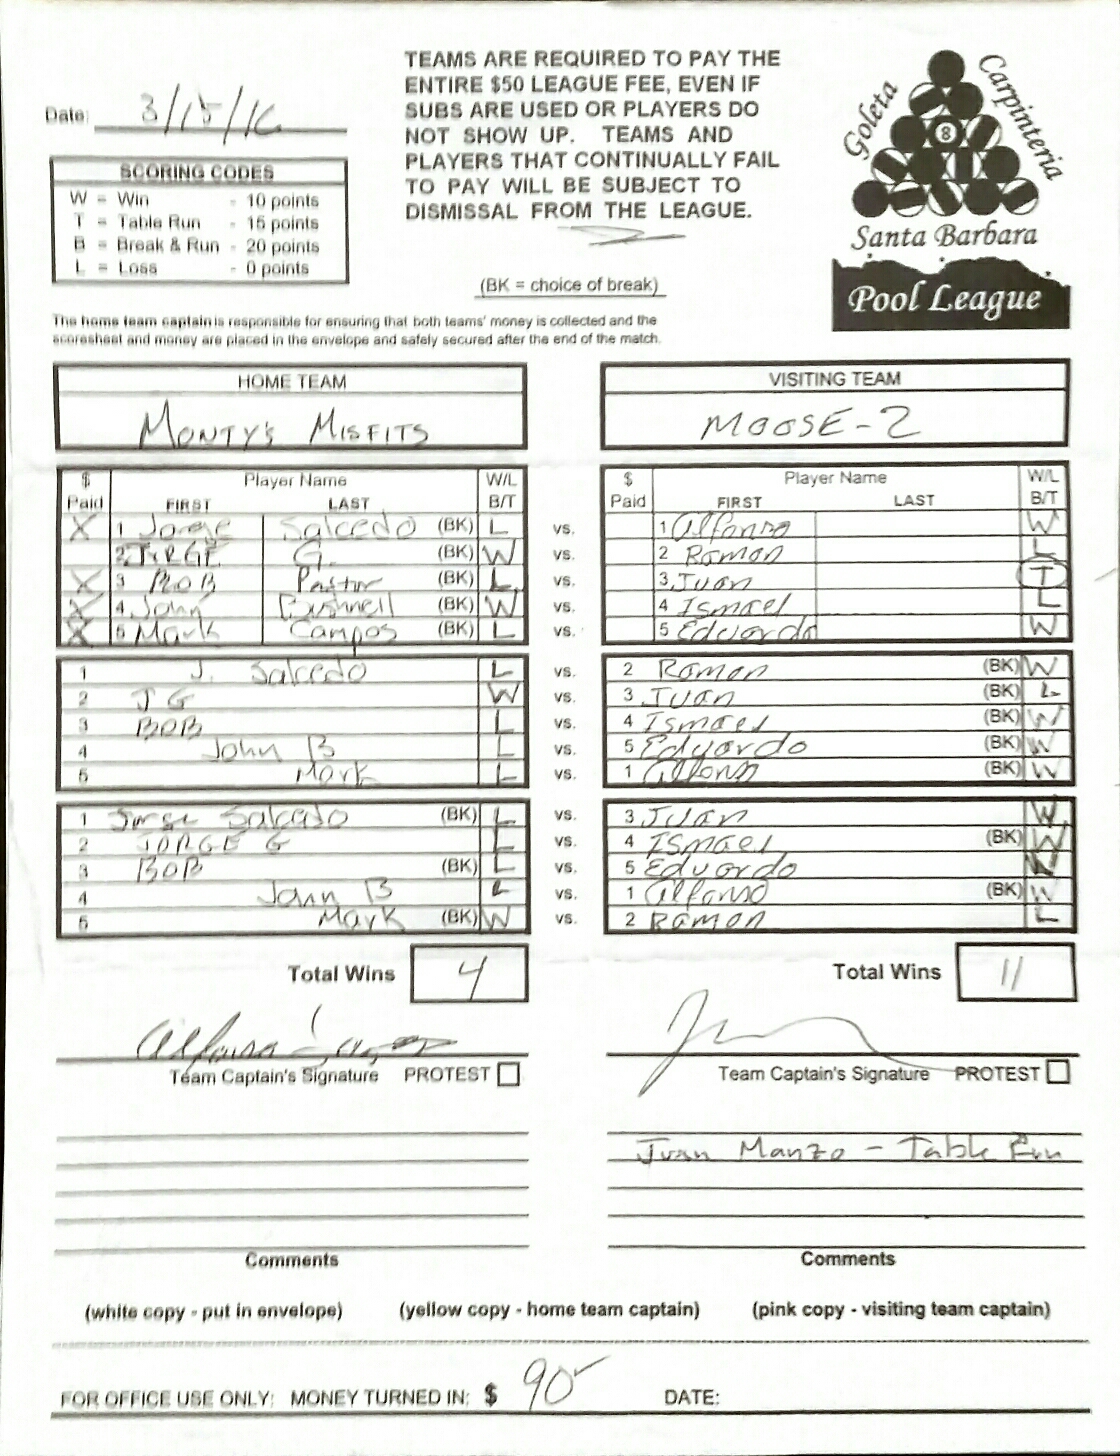 Date: 3/15/16
TEAMS ARE REQUIRED TO PAY THE
ENTIRE $50 LEAGUE FEE, EVEN IF
SUBS ARE USED OR PLAYERS DO
NOT SHOW UP. TEAMS AND
PLAYERS THAT CONTINUALLY FAIL
TO PAY WILL BE SUBJECT TO
DISMISSAL FROM THE LEAGUE.
(BK = choice of break)
Goleta
Carpinteria
8
Santa Barbara
Pool League
SCORING CODES
W = Win - 10 points
T = Table Run - 15 points
B = Break & Run - 20 points
L = Loss - 0 points
The home team captain is responsible for ensuring that both teams' money is collected and the
scoresheet and money are placed in the envelope and safely secured after the end of the match.
HOME TEAM
MONTY'S MISFITS
VISITING TEAM
MOOSE-2
$ Player Name W/L $ Player Name W/L
Paid FIRST LAST B/T Paid FIRST LAST B/T
X 1 Jorge Salcedo (BK) L vs. 1 Alfonso W
2 JORGE G. (BK) W vs. 2 Ramon L
X 3 BOB Pastor (BK) L vs. 3 Juan T
X 4 John Bushnell (BK) W vs. 4 Ismael L
X 5 Mark Campos (BK) L vs. 5 Eduardo W
1 J. Salcedo L vs. 2 Ramon (BK) W
2 J G W vs. 3 Juan (BK) L
3 BOB L vs. 4 Ismael (BK) W
4 John B L vs. 5 Eduardo (BK) W
5 Mark L vs. 1 Alfonso (BK) W
1 Jorge Salcedo (BK) L vs. 3 Juan W
2 JORGE G L vs. 4 ISmael (BK) W
3 BOB (BK) L vs. 5 Eduardo W
4 John B L vs. 1 Alfonso (BK) W
5 Mark (BK) W vs. 2 Ramon L
Total Wins 4 Total Wins 11
Team Captain's Signature PROTEST Team Captain's Signature PROTEST
Juan Manzo - Table Run
Comments Comments
(white copy - put in envelope) (yellow copy - home team captain) (pink copy - visiting team captain)
FOR OFFICE USE ONLY: MONEY TURNED IN: $ 90- DATE: